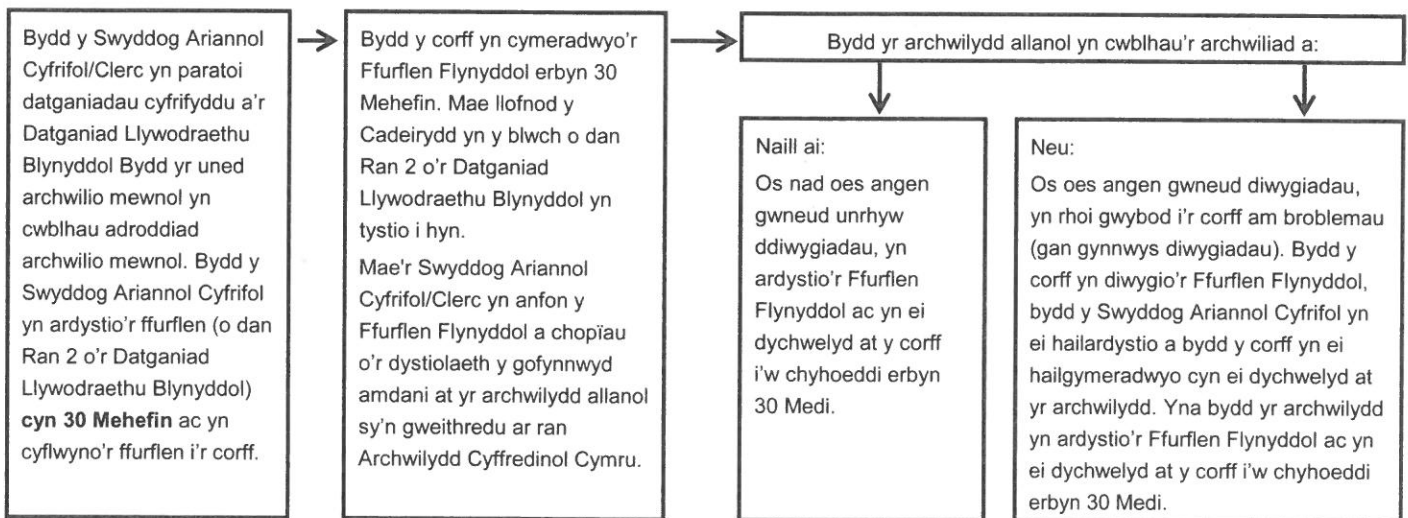 Bydd y Swyddog Ariannol
Cyfrifol/Clerc yn paratoi
datganiadau cyfrifyddu a'r
Datganiad Llywodraethu
Blynyddol Bydd yr uned
archwilio mewnol yn
cwblhau adroddiad
archwilio mewnol. Bydd y
Swyddog Ariannol Cyfrifol
yn ardystio'r ffurflen (o dan
Ran 2 o'r Datganiad
Llywodraethu Blynyddol)
cyn 30 Mehefin ac yn
cyflwyno'r ffurflen i'r corff.
Bydd y corff yn cymeradwyo'r
Ffurflen Flynyddol erbyn 30
Mehefin. Mae llofnod y
Cadeirydd yn y blwch o dan
Ran 2 o'r Datganiad
Llywodraethu Blynyddol yn
tystio i hyn.
Mae'r Swyddog Ariannol
Cyfrifol/Clerc yn anfon y
Ffurflen Flynyddol a chopïau
o'r dystiolaeth y gofynnwyd
amdani at yr archwilydd allanol
sy'n gweithredu ar ran
Archwilydd Cyffredinol Cymru.
Bydd yr archwilydd allanol yn cwblhau'r archwiliad a:
Naill ai:
Os nad oes angen
gwneud unrhyw
ddiwygiadau, yn
ardystio'r Ffurflen
Flynyddol ac yn ei
dychwelyd at y corff
i'w chyhoeddi erbyn
30 Medi.
Neu:
Os oes angen gwneud diwygiadau,
yn rhoi gwybod i'r corff am broblemau
(gan gynnwys diwygiadau). Bydd y
corff yn diwygio'r Ffurflen Flynyddol,
bydd y Swyddog Ariannol Cyfrifol yn
ei hailardystio a bydd y corff yn ei
hailgymeradwyo cyn ei dychwelyd at
yr archwilydd. Yna bydd yr archwilydd
yn ardystio'r Ffurflen Flynyddol ac yn
ei dychwelyd at y corff i'w chyhoeddi
erbyn 30 Medi.